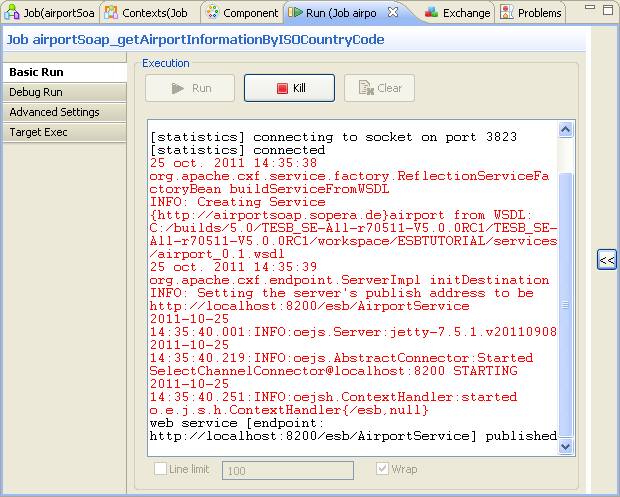 Job(airportSoa Contexts(Job Component Run (Job airpo Exchange Problems
Job airportSoap_getAirportInformationByISOCountryCode
Basic Run
Debug Run
Advanced Settings
Target Exec
Execution
Run Kill Clear
[statistics] connecting to socket on port 3823
[statistics] connected
25 oct. 2011 14:35:38
org.apache.cxf.service.factory.ReflectionServiceFa
ctoryBean buildServiceFromWSDL
INFO: Creating Service
{http://airportsoap.sopera.de}airport from WSDL:
C:/builds/5.0/TESB_SE-All-r70511-V5.0.0RC1/TESB_SE-
All-r70511-V5.0.0RC1/workspace/ESBTUTORIAL/services
/airport_0.1.wsdl
25 oct. 2011 14:35:39
org.apache.cxf.endpoint.ServerImpl initDestination
INFO: Setting the server's publish address to be
http://localhost:8200/esb/AirportService
2011-10-25
14:35:40.001:INFO:oejs.Server:jetty-7.5.1.v20110908
2011-10-25
14:35:40.219:INFO:oejs.AbstractConnector:Started
SelectChannelConnector@localhost:8200 STARTING
2011-10-25
14:35:40.251:INFO:oejsh.ContextHandler:started
o.e.j.s.h.ContextHandler{/esb,null}
web service [endpoint:
http://localhost:8200/esb/AirportService] published
<<
Line limit 100 Wrap